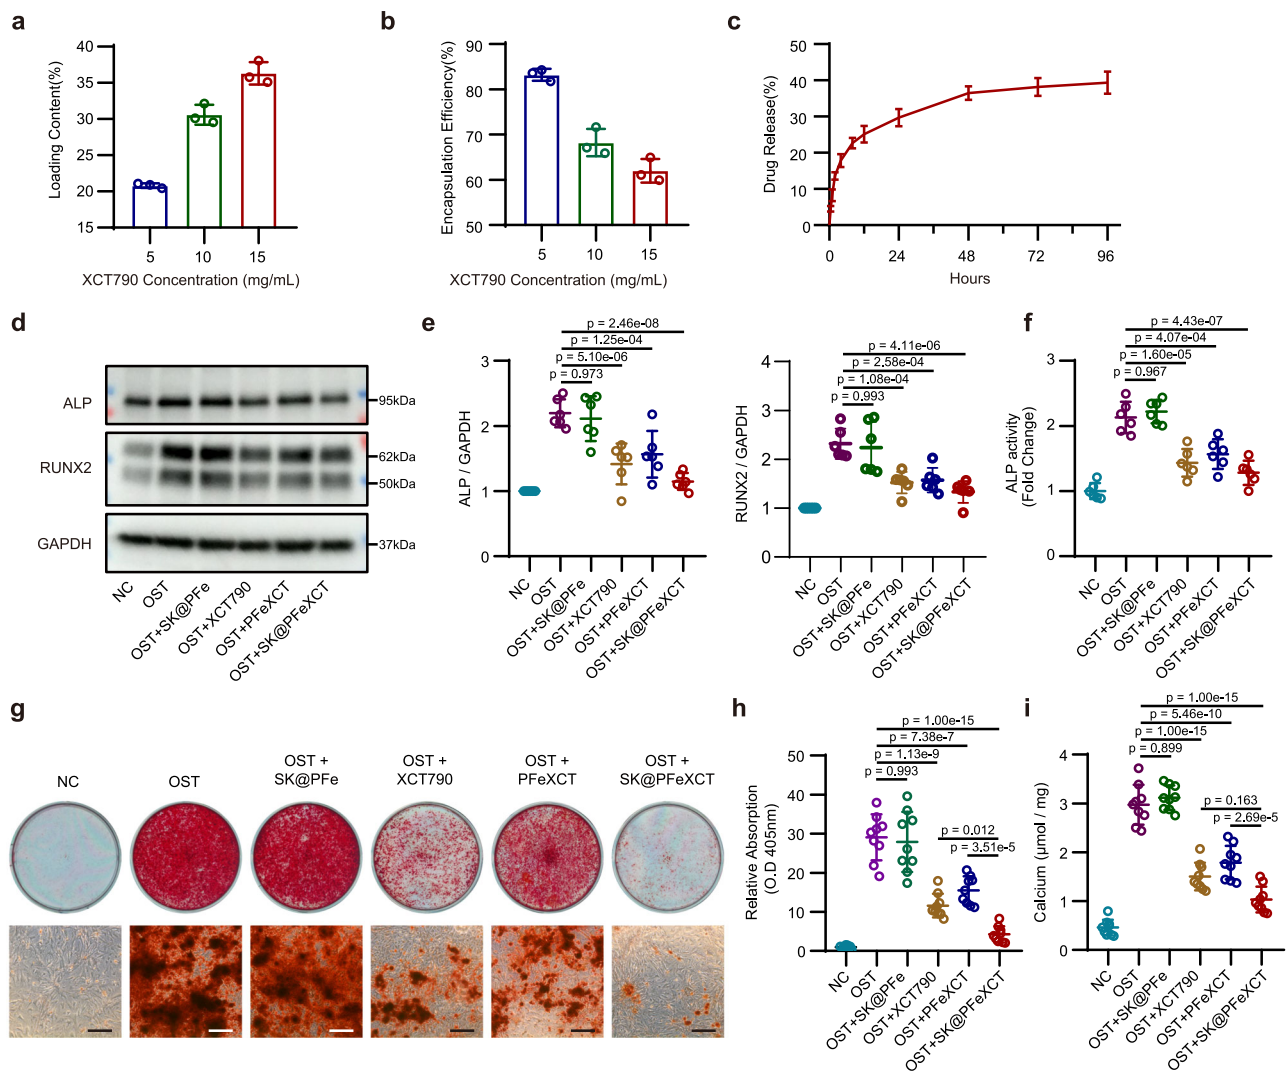 a
Loading Content(%)
40
35
30
25
20
15
5
10
15
XCT790 Concentration (mg/mL)
b
Encapsulation Efficiency(%)
90
80
70
60
50
5
10
15
XCT790 Concentration (mg/mL)
c
Drug Release(%)
50
40
30
20
10
0
0
24
48
72
96
Hours
d
ALP
95kDa
RUNX2
62kDa
50kDa
GAPDH
37kDa
NC
OST
OST+SK@PFe
OST+XCT790
OST+PFeXCT
OST+SK@PFeXCT
e
p = 2.46e-08
p = 1.25e-04
p = 5.10e-06
p = 0.973
ALP / GAPDH
3
2
1
0
NC
OST
OST+SK@PFe
OST+XCT790
OST+PFeXCT
OST+SK@PFeXCT
p = 4.11e-06
p = 2.58e-04
p = 1.08e-04
p = 0.993
RUNX2 / GAPDH
4
3
2
1
0
NC
OST
OST+SK@PFe
OST+XCT790
OST+PFeXCT
OST+SK@PFeXCT
f
p = 4.43e-07
p = 4.07e-04
p = 1.60e-05
p = 0.967
ALP activity
(Fold Change)
3
2
1
0
NC
OST
OST+SK@PFe
OST+XCT790
OST+PFeXCT
OST+SK@PFeXCT
g
NC
OST
OST +
SK@PFe
OST +
XCT790
OST +
PFeXCT
OST +
SK@PFeXCT
h
p = 1.00e-15
p = 7.38e-7
p = 1.13e-9
p = 0.993
p = 0.012
p = 3.51e-5
Relative Absorption
(O.D 405nm)
50
40
30
20
10
0
NC
OST
OST+SK@PFe
OST+XCT790
OST+PFeXCT
OST+SK@PFeXCT
i
p = 1.00e-15
p = 5.46e-10
p = 1.00e-15
p = 0.899
p = 0.163
p = 2.69e-5
Calcium (μmol / mg)
4
3
2
1
0
NC
OST
OST+SK@PFe
OST+XCT790
OST+PFeXCT
OST+SK@PFeXCT